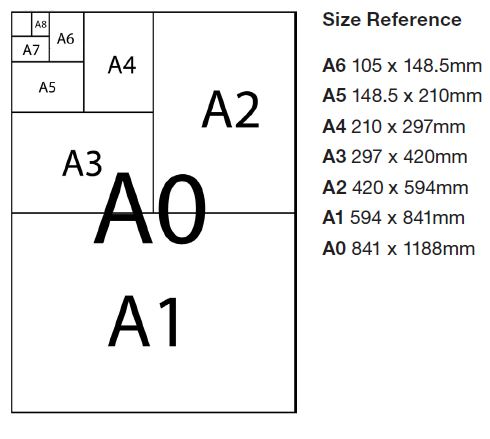 A8
A7
A6
A5
A4
A3
A2
A0
A1
Size Reference
A6 105 x 148.5mm
A5 148.5 x 210mm
A4 210 x 297mm
A3 297 x 420mm
A2 420 x 594mm
A1 594 x 841mm
A0 841 x 1188mm